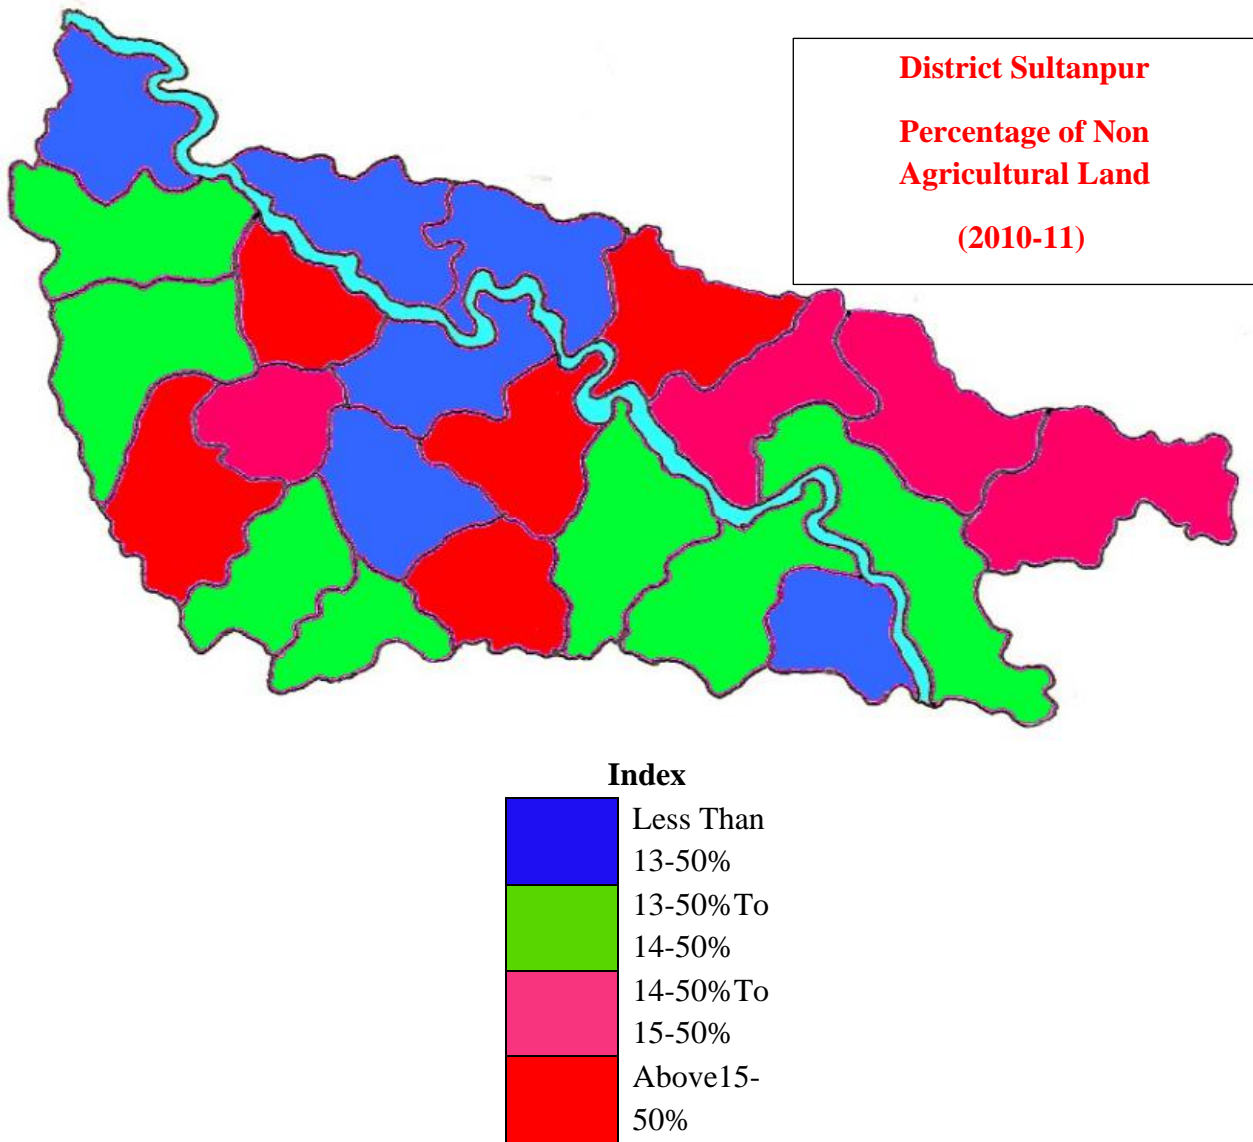 District Sultanpur
Percentage of Non
Agricultural Land
(2010-11)
Index
Less Than
13-50%
13-50%To
14-50%
14-50%To
15-50%
Above15-
50%